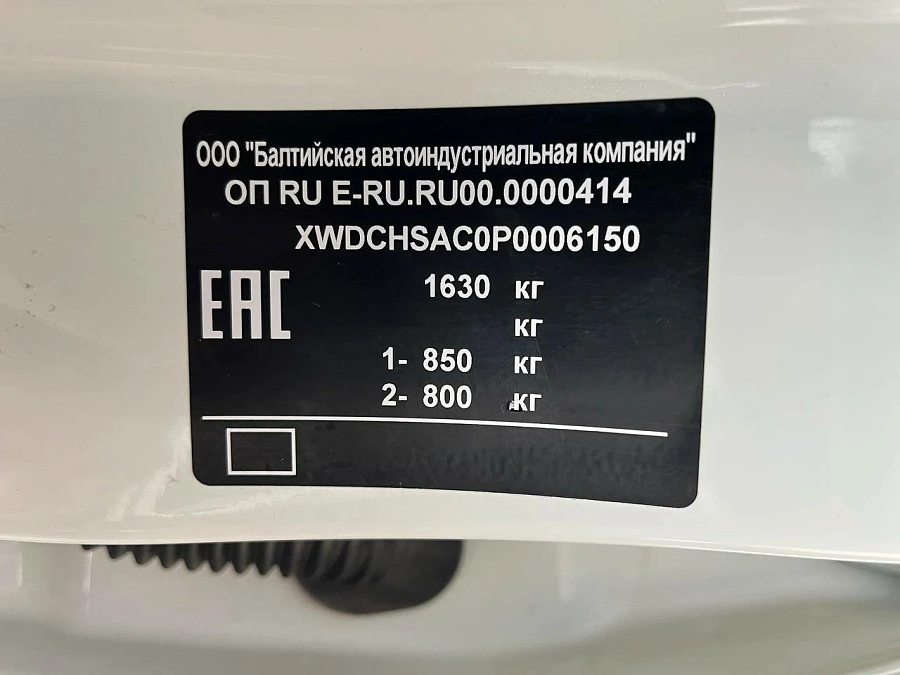 ООО "Балтийская автоиндустриальная компания"
ОП RU E-RU.RU00.0000414
XWDCHSAC0P0006150
EAC
1630 кг
кг
1- 850 кг
2- 800 кг